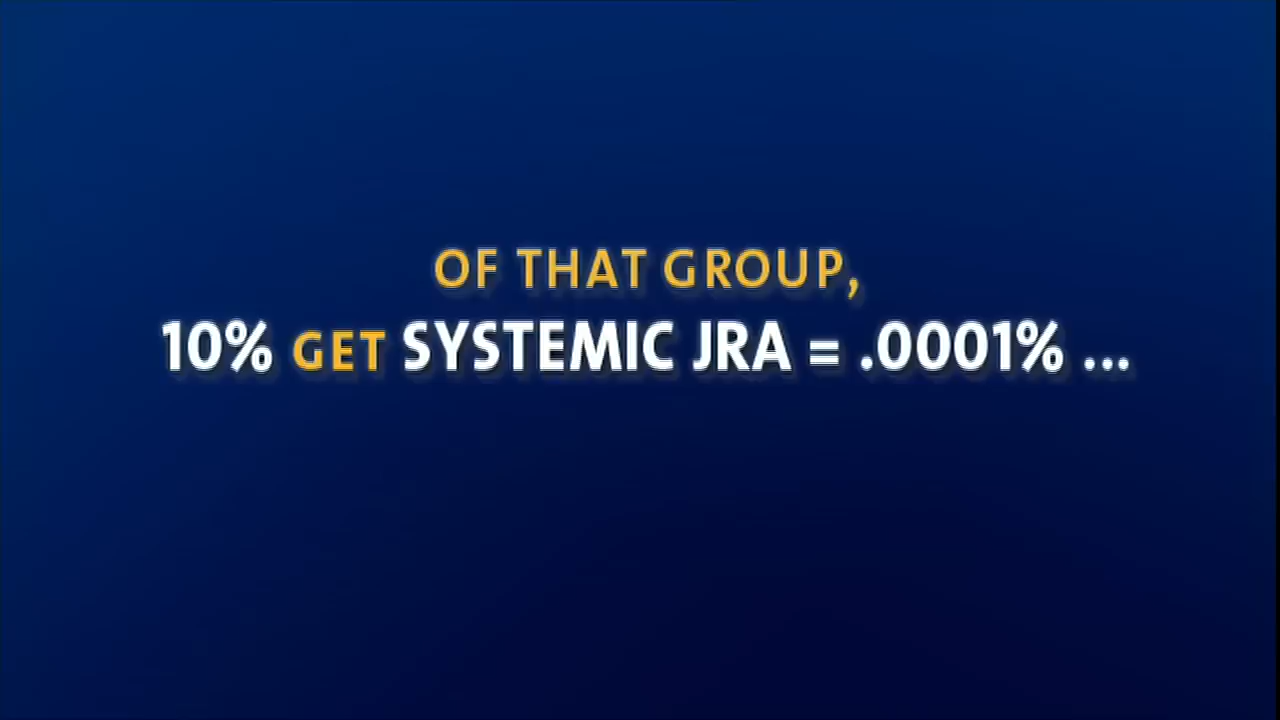 OF THAT GROUP,
10% GET SYSTEMIC JRA = .0001% ...